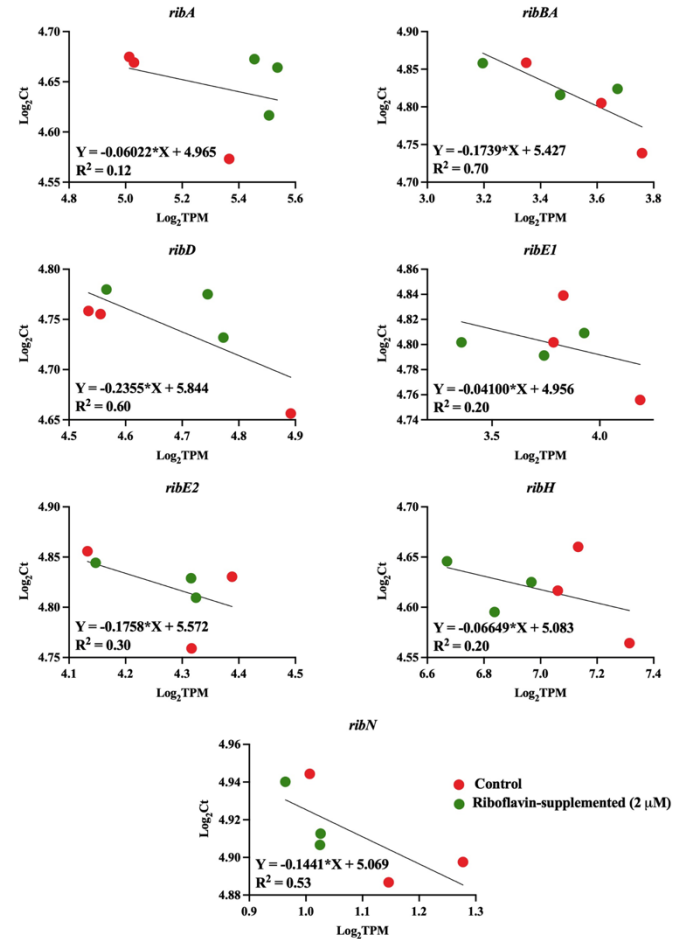 ribA
4.70
4.65
4.60
4.55
Log₂Ct
Y = -0.06022*X + 4.965
R² = 0.12
4.8 5.0 5.2 5.4 5.6
Log₂TPM
ribBA
4.90
4.85
4.80
4.75
4.70
Log₂Ct
Y = -0.1739*X + 5.427
R² = 0.70
3.0 3.2 3.4 3.6 3.8
Log₂TPM
ribD
4.80
4.75
4.70
4.65
Log₂Ct
Y = -0.2355*X + 5.844
R² = 0.60
4.5 4.6 4.7 4.8 4.9
Log₂TPM
ribE1
4.86
4.84
4.82
4.80
4.78
4.76
4.74
Log₂Ct
Y = -0.04100*X + 4.956
R² = 0.20
3.5 4.0
Log₂TPM
ribE2
4.90
4.85
4.80
4.75
Log₂Ct
Y = -0.1758*X + 5.572
R² = 0.30
4.1 4.2 4.3 4.4 4.5
Log₂TPM
ribH
4.70
4.65
4.60
4.55
Log₂Ct
Y = -0.06649*X + 5.083
R² = 0.20
6.6 6.8 7.0 7.2 7.4
Log₂TPM
ribN
4.96
4.94
4.92
4.90
4.88
Log₂Ct
Y = -0.1441*X + 5.069
R² = 0.53
0.9 1.0 1.1 1.2 1.3
Log₂TPM
Control
Riboflavin-supplemented (2 μM)